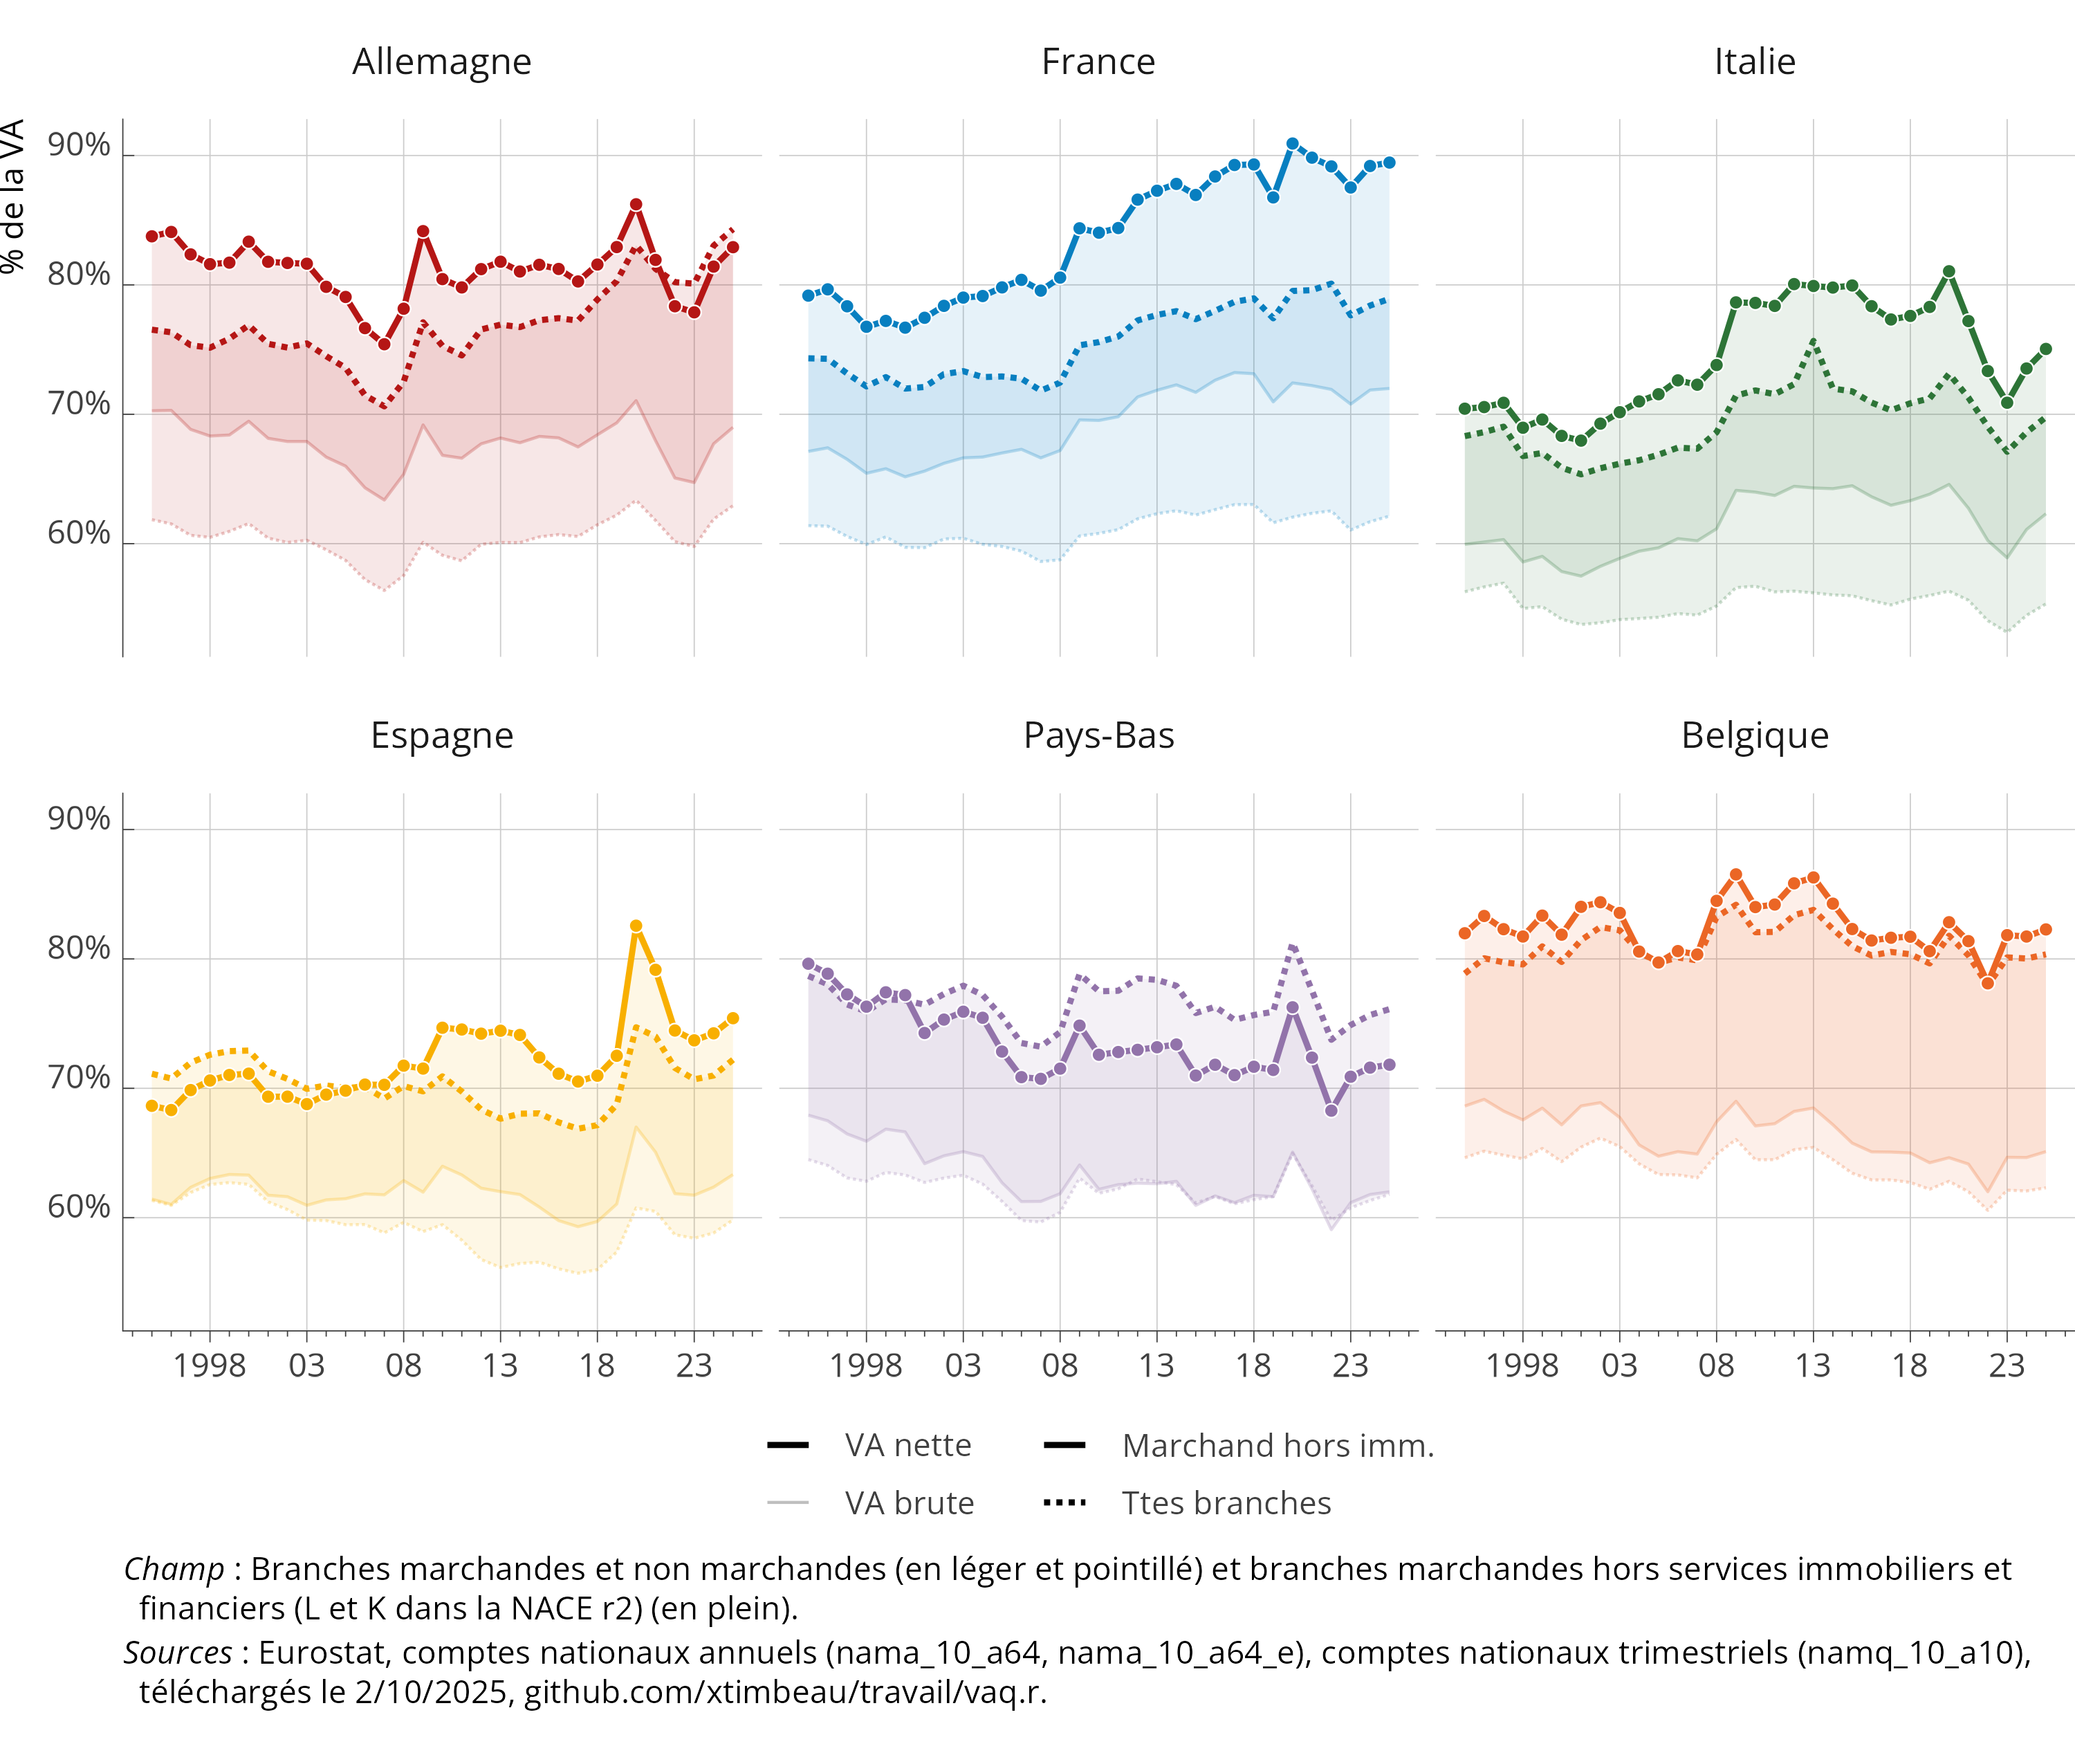 Allemagne
France
Italie
% de la VA
90%
80%
70%
60%
Espagne
Pays-Bas
Belgique
90%
80%
70%
60%
1998 03 08 13 18 23
1998 03 08 13 18 23
1998 03 08 13 18 23
VA nette
Marchand hors imm.
VA brute
Ttes branches
Champ : Branches marchandes et non marchandes (en léger et pointillé) et branches marchandes hors services immobiliers et
financiers (L et K dans la NACE r2) (en plein).
Sources : Eurostat, comptes nationaux annuels (nama_10_a64, nama_10_a64_e), comptes nationaux trimestriels (namq_10_a10),
téléchargés le 2/10/2025, github.com/xtimbeau/travail/vaq.r.